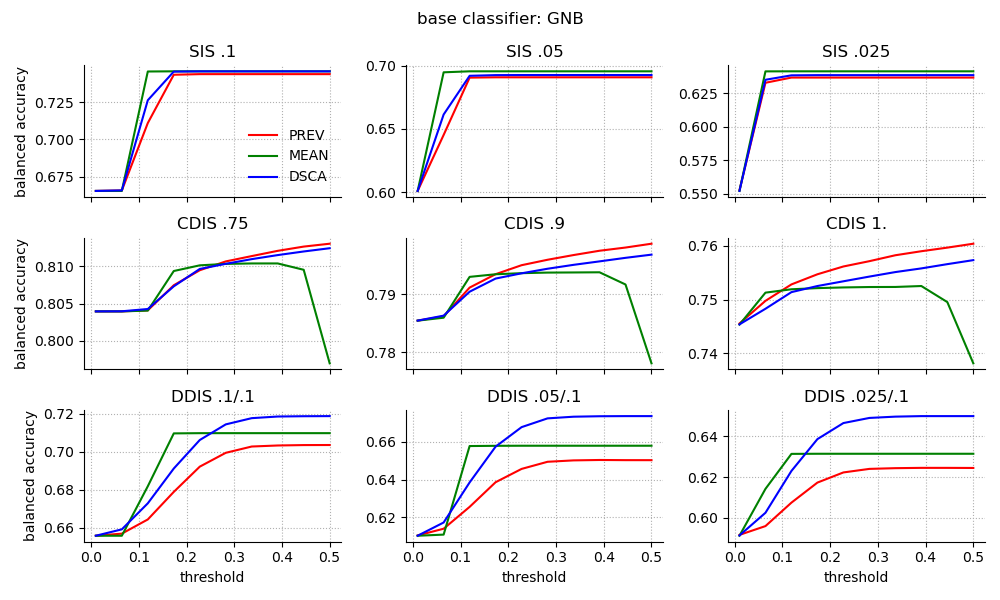 base classifier: GNB
SIS .1
SIS .05
SIS .025
balanced accuracy
0.725
0.700
0.675
PREV
MEAN
DSCA
0.70
0.65
0.60
0.625
0.600
0.575
0.550
CDIS .75
CDIS .9
CDIS 1.
balanced accuracy
0.810
0.805
0.800
0.79
0.78
0.76
0.75
0.74
DDIS .1/.1
DDIS .05/.1
DDIS .025/.1
balanced accuracy
0.72
0.70
0.68
0.66
0.66
0.64
0.62
0.64
0.62
0.60
0.0 0.1 0.2 0.3 0.4 0.5
0.0 0.1 0.2 0.3 0.4 0.5
0.0 0.1 0.2 0.3 0.4 0.5
threshold
threshold
threshold